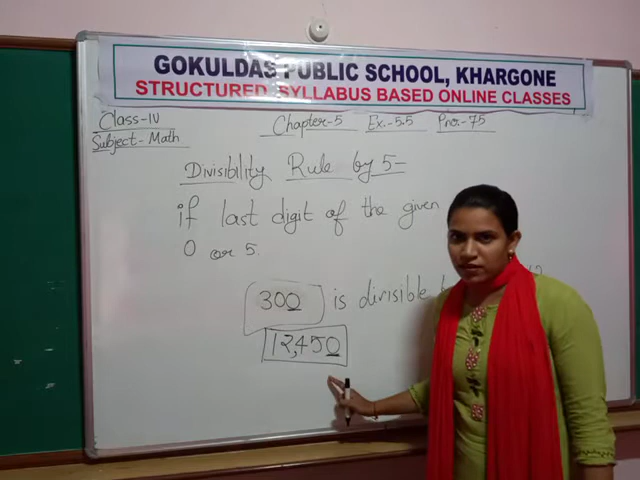 GOKULDAS PUBLIC SCHOOL, KHARGONE
STRUCTURED SYLLABUS BASED ONLINE CLASSES
Class-IV
Chapter-5 Ex.-5.5 Pno.-75
Subject-Math
Divisibility Rule by 5-
if last digit of the given
0 or 5
300 is divisible
12,450